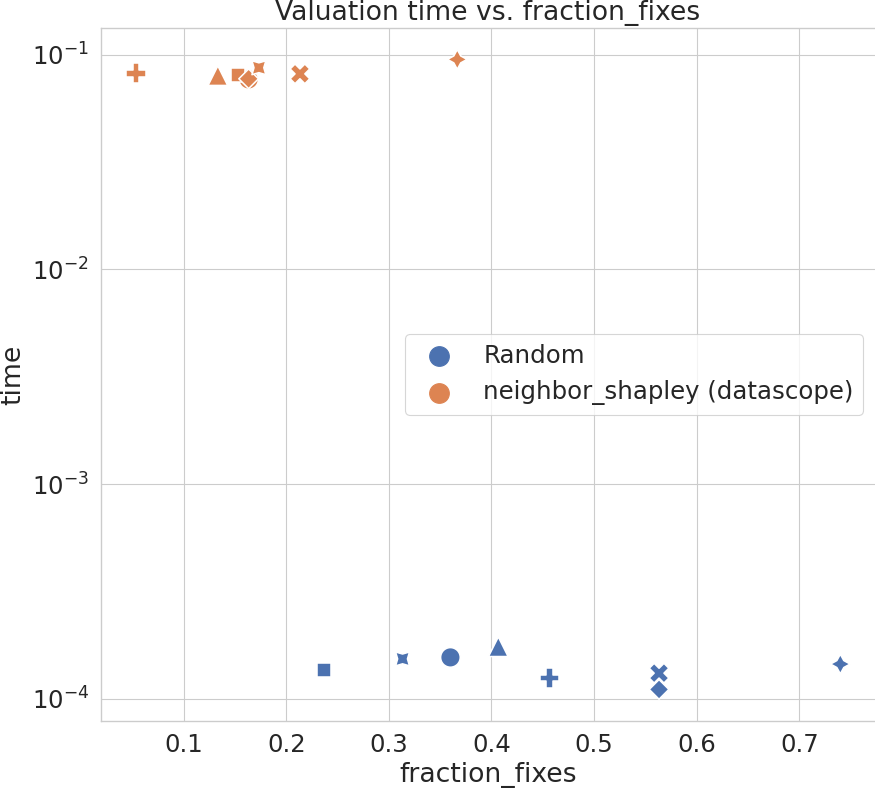 Valuation time vs. fraction_fixes
10⁻¹
10⁻²
10⁻³
10⁻⁴
time
Random
neighbor_shapley (datascope)
0.1 0.2 0.3 0.4 0.5 0.6 0.7
fraction_fixes